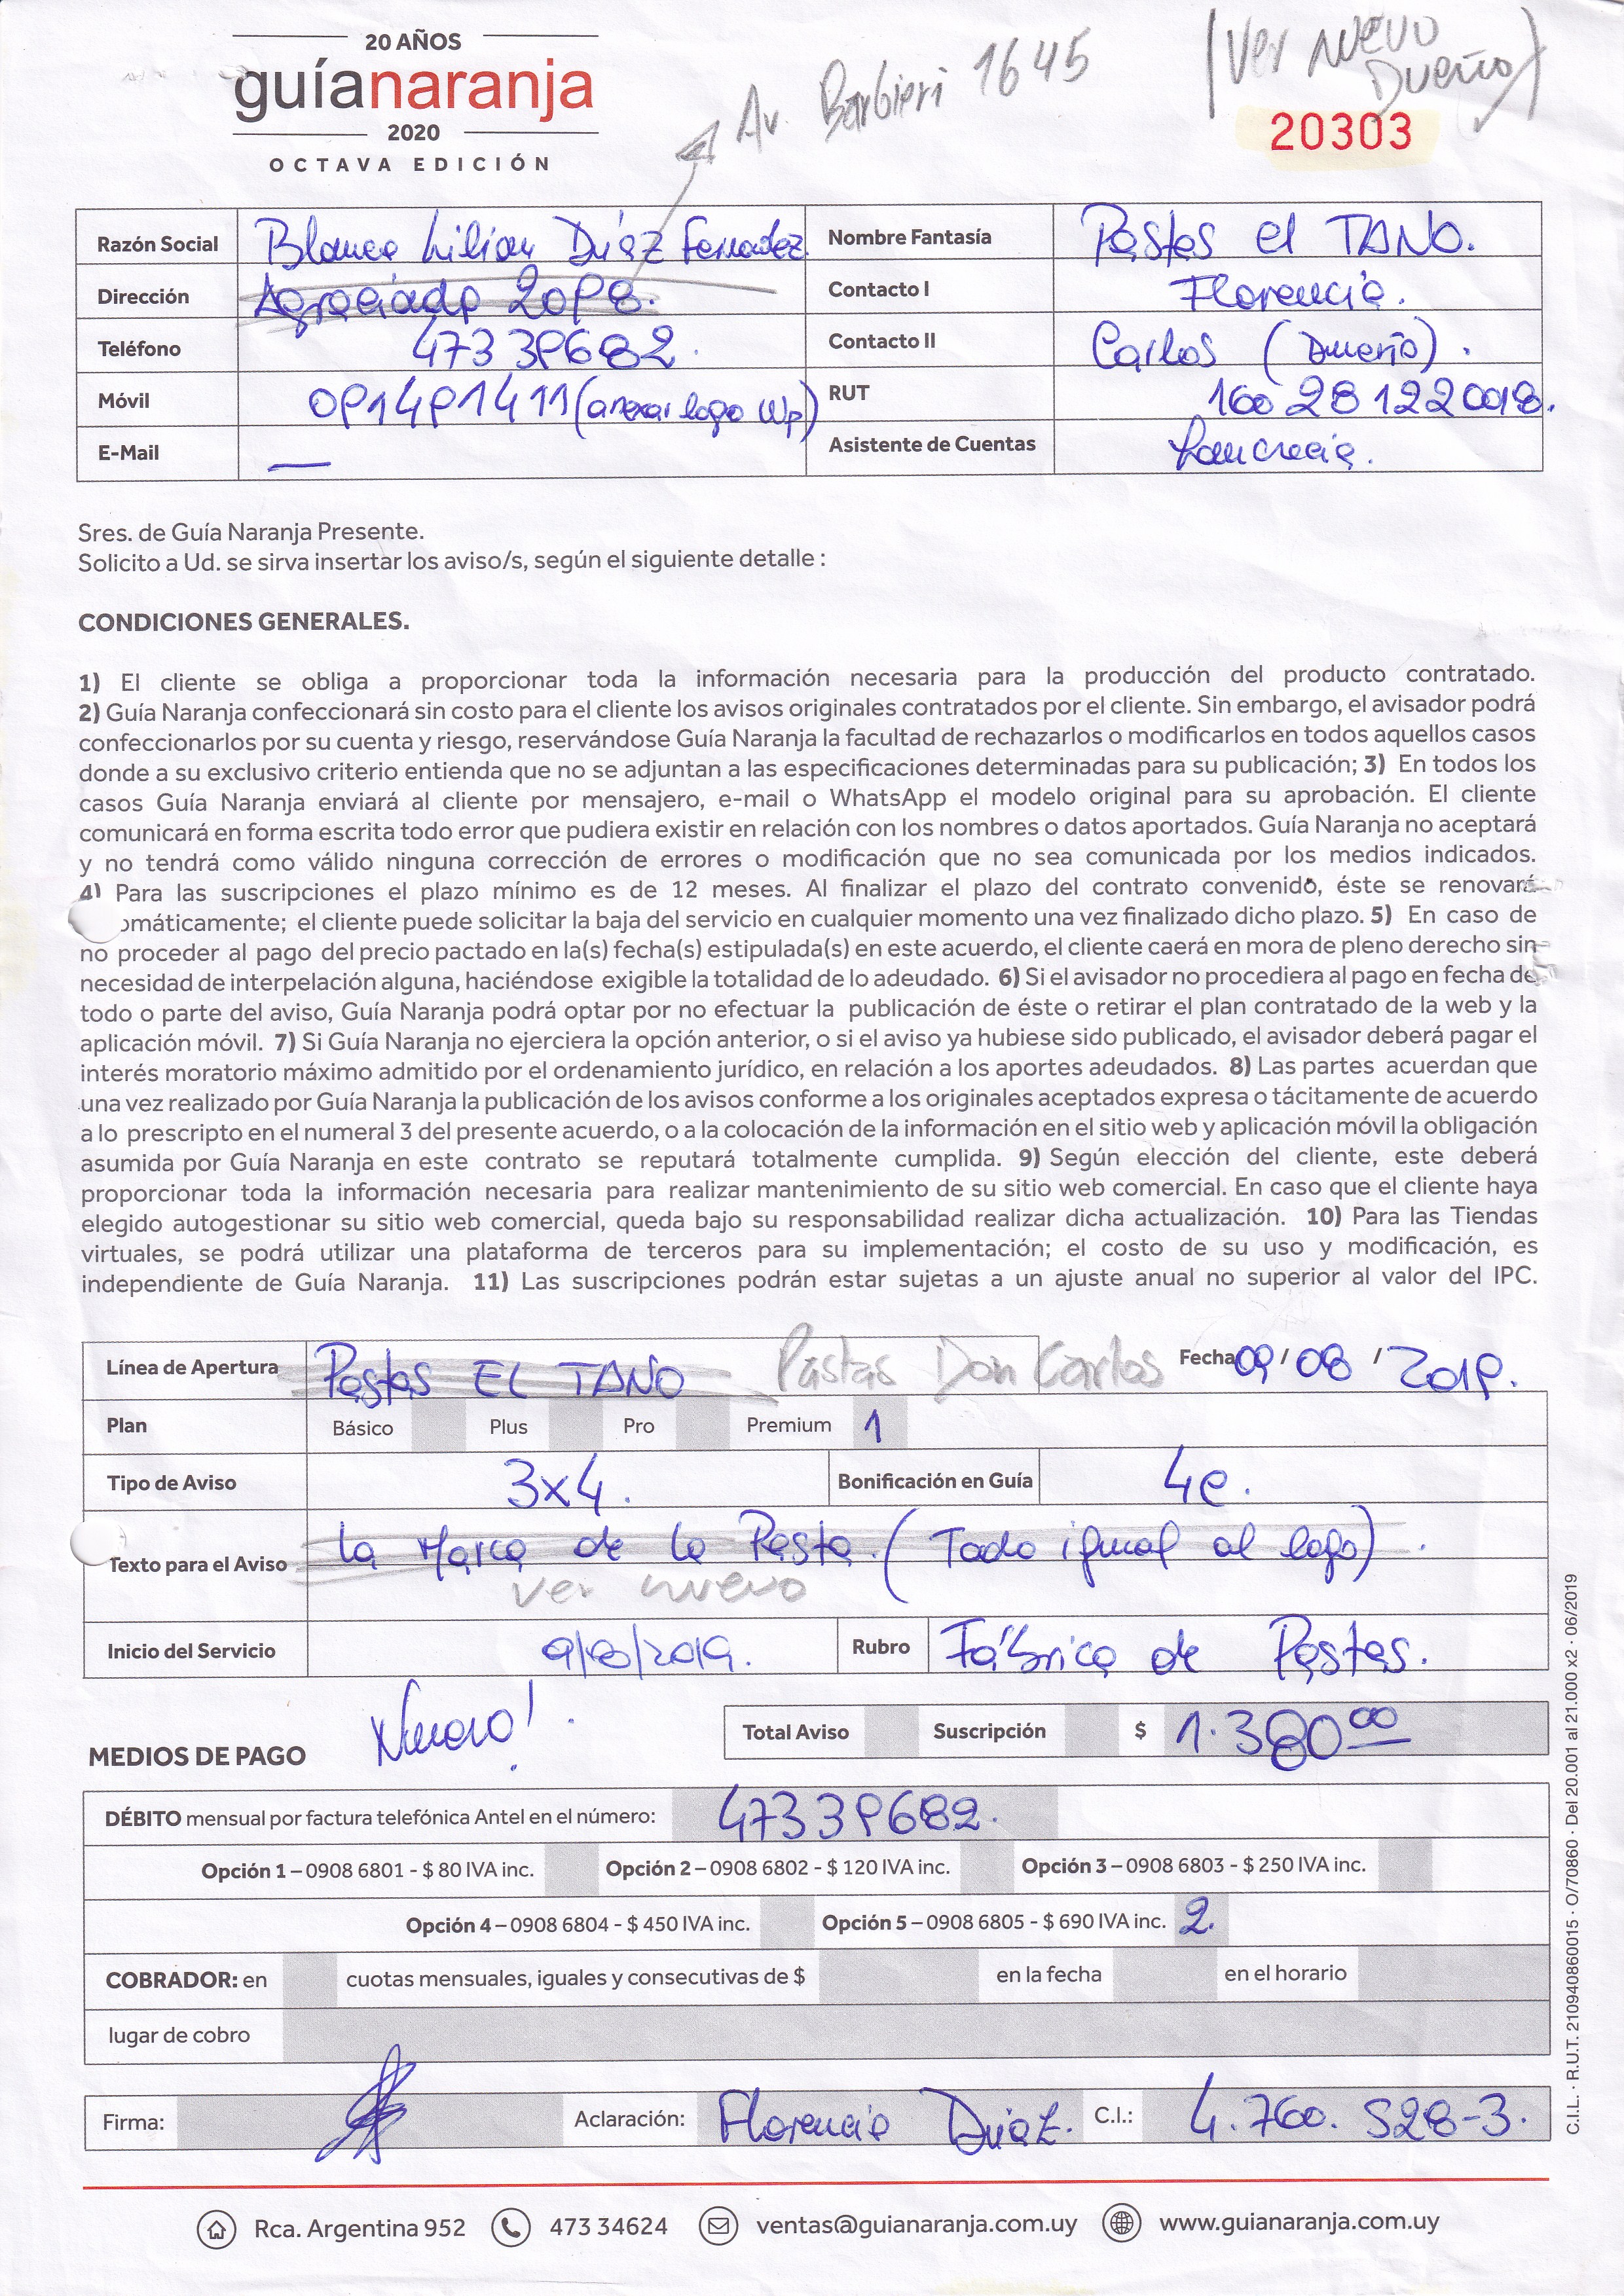 20 AÑOS
guíanaranja
2020
OCTAVA EDICIÓN
Av. Barbieri 1645
(Ver nuevo Dueño)
20303
Razón Social Blanca Lilian Díaz Fernadez Nombre Fantasía Pastas el TANO.
Dirección Agraciada 2098. Contacto I Florencia.
Teléfono 473 39682. Contacto II Carlos (Dueño).
Móvil 091491411 (anexar logo Wp) RUT 160281220018.
E-Mail — Asistente de Cuentas
Sres. de Guía Naranja Presente.
Solicito a Ud. se sirva insertar los aviso/s, según el siguiente detalle :
CONDICIONES GENERALES.
1) El cliente se obliga a proporcionar toda la información necesaria para la producción del producto contratado.
2) Guía Naranja confeccionará sin costo para el cliente los avisos originales contratados por el cliente. Sin embargo, el avisador podrá
confeccionarlos por su cuenta y riesgo, reservándose Guía Naranja la facultad de rechazarlos o modificarlos en todos aquellos casos
donde a su exclusivo criterio entienda que no se adjuntan a las especificaciones determinadas para su publicación; 3) En todos los
casos Guía Naranja enviará al cliente por mensajero, e-mail o WhatsApp el modelo original para su aprobación. El cliente
comunicará en forma escrita todo error que pudiera existir en relación con los nombres o datos aportados. Guía Naranja no aceptará
y no tendrá como válido ninguna corrección de errores o modificación que no sea comunicada por los medios indicados.
4) Para las suscripciones el plazo mínimo es de 12 meses. Al finalizar el plazo del contrato convenido, éste se renovará
omáticamente; el cliente puede solicitar la baja del servicio en cualquier momento una vez finalizado dicho plazo. 5) En caso de
no proceder al pago del precio pactado en la(s) fecha(s) estipulada(s) en este acuerdo, el cliente caerá en mora de pleno derecho sin
necesidad de interpelación alguna, haciéndose exigible la totalidad de lo adeudado. 6) Si el avisador no procediera al pago en fecha de
todo o parte del aviso, Guía Naranja podrá optar por no efectuar la publicación de éste o retirar el plan contratado de la web y la
aplicación móvil. 7) Si Guía Naranja no ejerciera la opción anterior, o si el aviso ya hubiese sido publicado, el avisador deberá pagar el
interés moratorio máximo admitido por el ordenamiento jurídico, en relación a los aportes adeudados. 8) Las partes acuerdan que
una vez realizado por Guía Naranja la publicación de los avisos conforme a los originales aceptados expresa o tácitamente de acuerdo
a lo prescripto en el numeral 3 del presente acuerdo, o a la colocación de la información en el sitio web y aplicación móvil la obligación
asumida por Guía Naranja en este contrato se reputará totalmente cumplida. 9) Según elección del cliente, este deberá
proporcionar toda la información necesaria para realizar mantenimiento de su sitio web comercial. En caso que el cliente haya
elegido autogestionar su sitio web comercial, queda bajo su responsabilidad realizar dicha actualización. 10) Para las Tiendas
virtuales, se podrá utilizar una plataforma de terceros para su implementación; el costo de su uso y modificación, es
independiente de Guía Naranja. 11) Las suscripciones podrán estar sujetas a un ajuste anual no superior al valor del IPC.
Línea de Apertura Pastas EL TANO Pastas Don Carlos Fecha 09 / 08 / 2019.
Plan Básico Plus Pro Premium 1
Tipo de Aviso 3x4. Bonificación en Guía 4e.
Texto para el Aviso La Marca de la Pasta. (Todo igual al logo).
ver nuevo
Inicio del Servicio 9/8/2019. Rubro Fábrica de Pastas.
Nuevo!
MEDIOS DE PAGO
Total Aviso Suscripción $ 1.380 00
DÉBITO mensual por factura telefónica Antel en el número: 47339682.
Opción 1 – 0908 6801 - $ 80 IVA inc. Opción 2 – 0908 6802 - $ 120 IVA inc. Opción 3 – 0908 6803 - $ 250 IVA inc.
Opción 4 – 0908 6804 - $ 450 IVA inc. Opción 5 – 0908 6805 - $ 690 IVA inc. 2.
COBRADOR: en cuotas mensuales, iguales y consecutivas de $ en la fecha en el horario
lugar de cobro
Firma: Aclaración: Florencia Díaz. C.I.: 4.760.528-3.
C.I.L. · R.U.T. 210940860015 · O/70860 · Del 20.001 al 21.000 x2 · 06/2019
Rca. Argentina 952 473 34624 ventas@guianaranja.com.uy www.guianaranja.com.uy